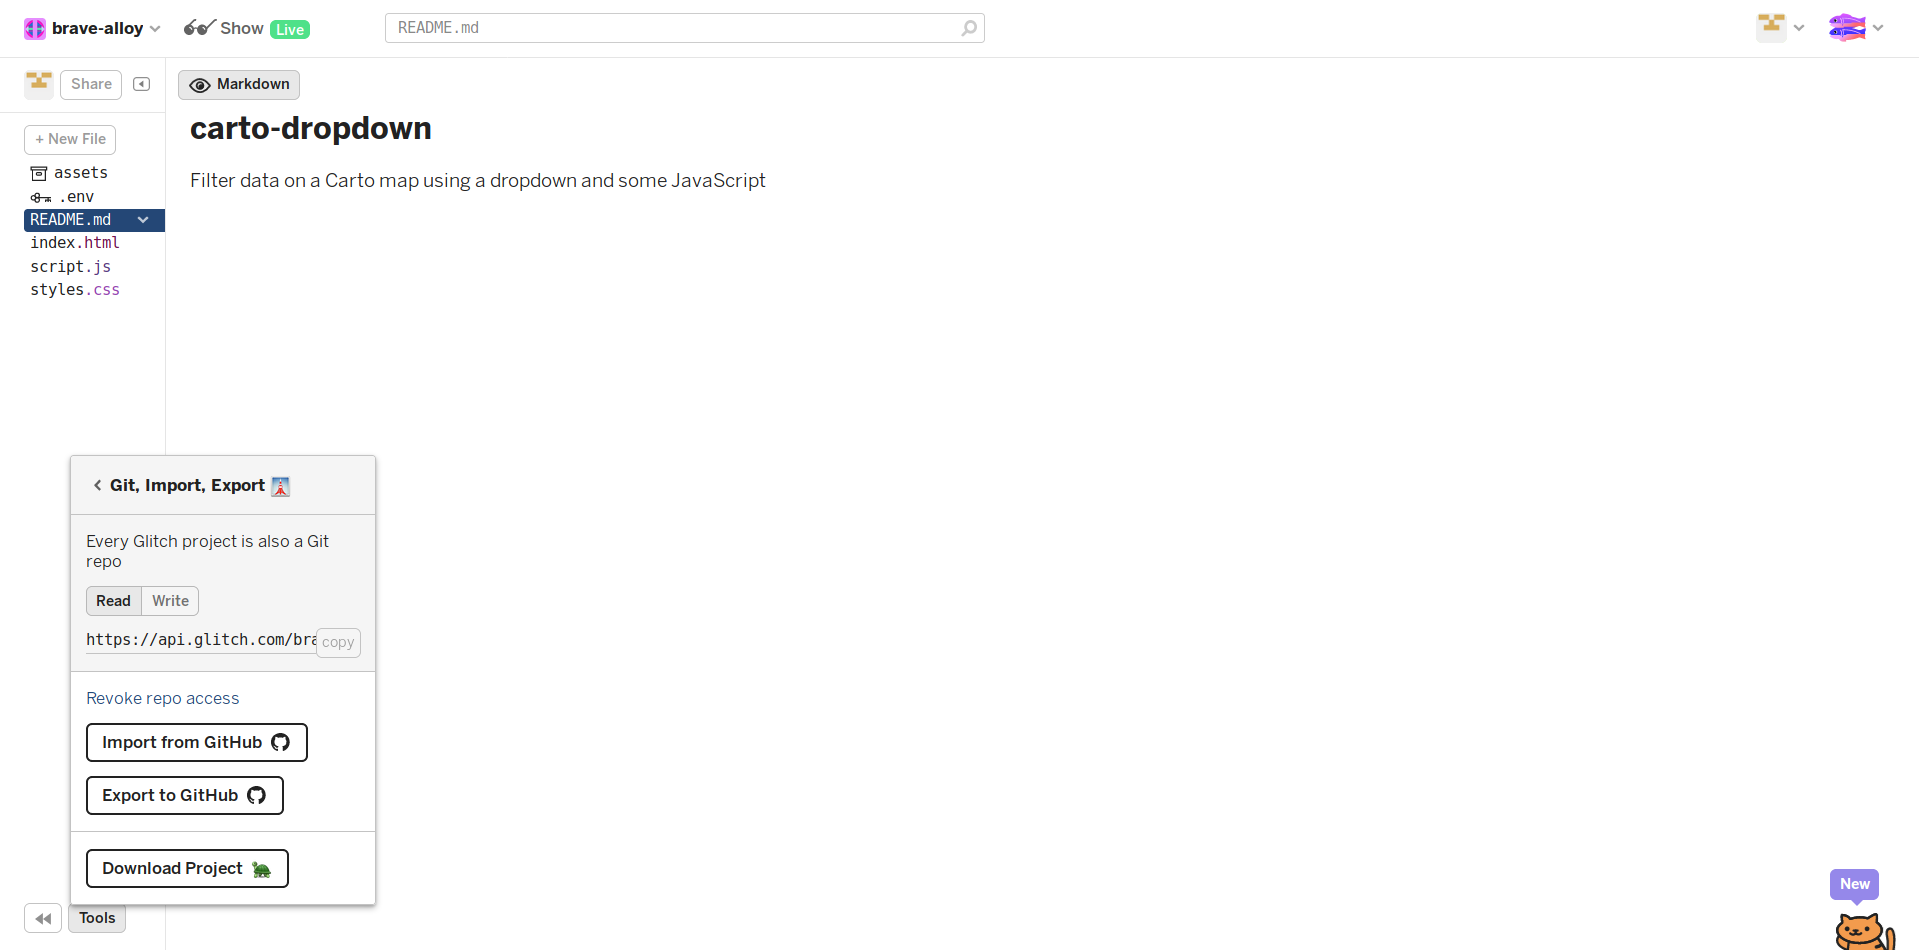 brave-alloy
Show Live
README.md
Share
Markdown
carto-dropdown
Filter data on a Carto map using a dropdown and some JavaScript
+ New File
assets
.env
README.md
index.html
script.js
styles.css
Git, Import, Export
Every Glitch project is also a Git
repo
Read Write
https://api.glitch.com/bra
copy
Revoke repo access
Import from GitHub
Export to GitHub
Download Project
Tools
New